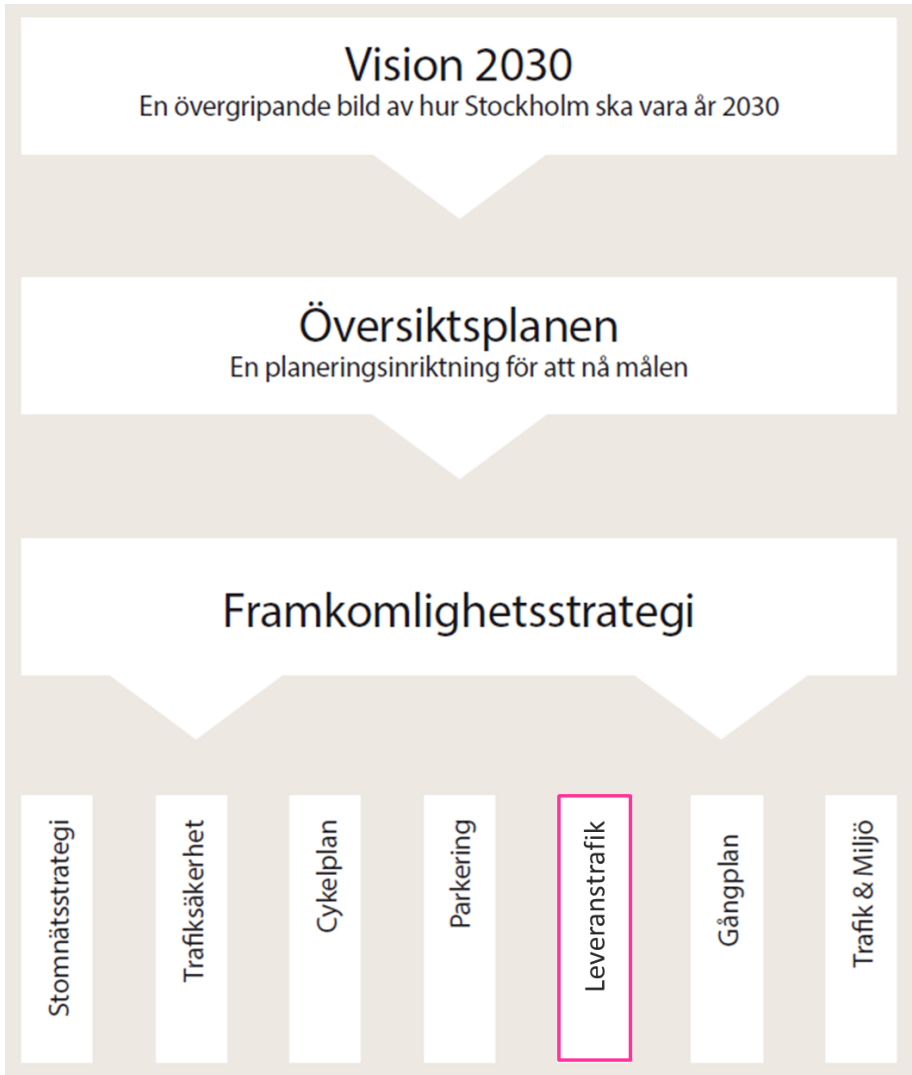 Vision 2030
En övergripande bild av hur Stockholm ska vara år 2030
Översiktsplanen
En planeringsinriktning för att nå målen
Framkomlighetsstrategi
Stomnätsstrategi
Trafiksäkerhet
Cykelplan
Parkering
Leveranstrafik
Gångplan
Trafik & Miljö